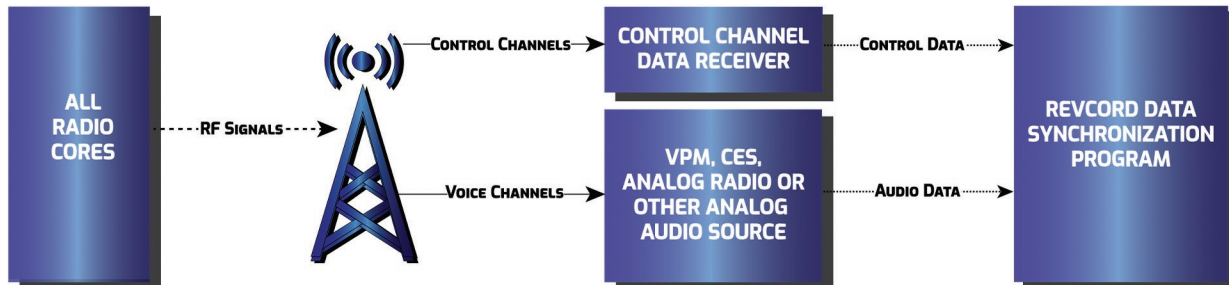 ALL
RADIO
CORES
RF SIGNALS
CONTROL CHANNELS
CONTROL CHANNEL
DATA RECEIVER
CONTROL DATA
VOICE CHANNELS
VPM, CES,
ANALOG RADIO OR
OTHER ANALOG
AUDIO SOURCE
AUDIO DATA
REVCORD DATA
SYNCHRONIZATION
PROGRAM